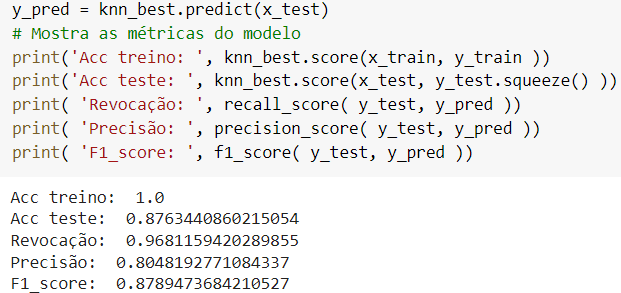 y_pred = knn_best.predict(x_test)
# Mostra as métricas do modelo
print('Acc treino: ', knn_best.score(x_train, y_train ))
print('Acc teste: ', knn_best.score(x_test, y_test.squeeze() ))
print( 'Revocação: ', recall_score( y_test, y_pred ))
print( 'Precisão: ', precision_score( y_test, y_pred ))
print( 'F1_score: ', f1_score( y_test, y_pred ))
Acc treino:  1.0
Acc teste:  0.8763440860215054
Revocação:  0.9681159420289855
Precisão:  0.8048192771084337
F1_score:  0.8789473684210527